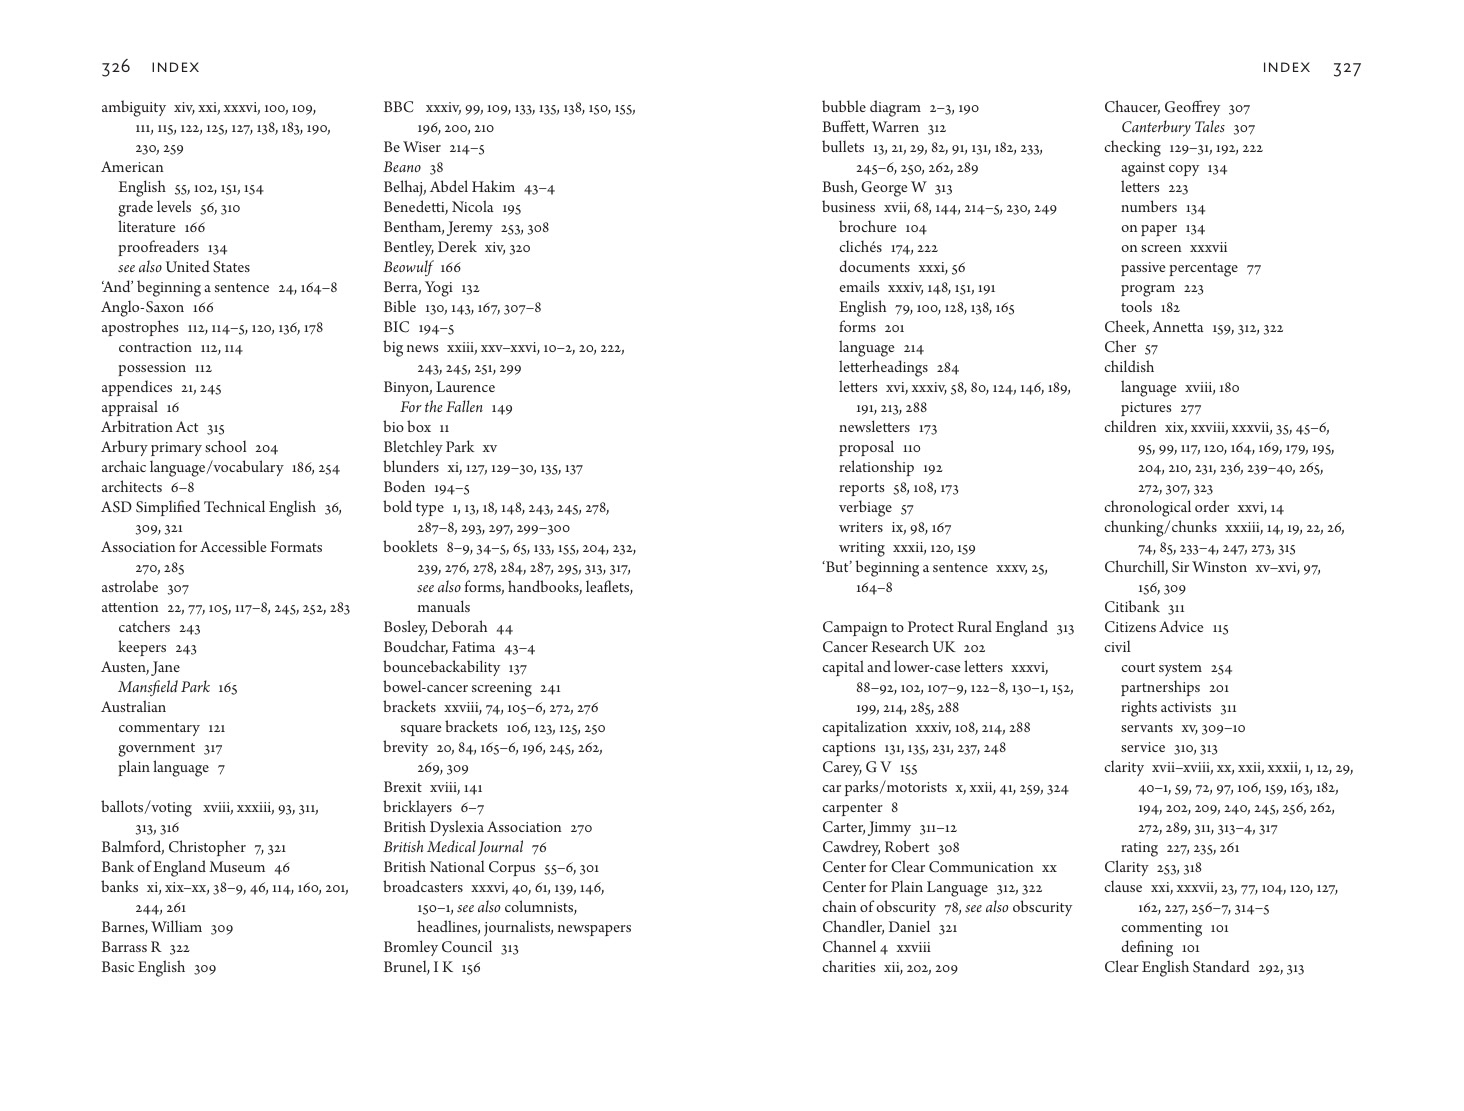 326 INDEX
ambiguity xiv, xxi, xxxvi, 100, 109,
111, 115, 122, 125, 127, 138, 183, 190,
230, 259
American
English 55, 102, 151, 154
grade levels 56, 310
literature 166
proofreaders 134
see also United States
‘And’ beginning a sentence 24, 164–8
Anglo-Saxon 166
apostrophes 112, 114–5, 120, 136, 178
contraction 112, 114
possession 112
appendices 21, 245
appraisal 16
Arbitration Act 315
Arbury primary school 204
archaic language/vocabulary 186, 254
architects 6–8
ASD Simplified Technical English 36,
309, 321
Association for Accessible Formats
270, 285
astrolabe 307
attention 22, 77, 105, 117–8, 245, 252, 283
catchers 243
keepers 243
Austen, Jane
Mansfield Park 165
Australian
commentary 121
government 317
plain language 7
ballots/voting xviii, xxxiii, 93, 311,
313, 316
Balmford, Christopher 7, 321
Bank of England Museum 46
banks xi, xix–xx, 38–9, 46, 114, 160, 201,
244, 261
Barnes, William 309
Barrass R 322
Basic English 309
BBC xxxiv, 99, 109, 133, 135, 138, 150, 155,
196, 200, 210
Be Wiser 214–5
Beano 38
Belhaj, Abdel Hakim 43–4
Benedetti, Nicola 195
Bentham, Jeremy 253, 308
Bentley, Derek xiv, 320
Beowulf 166
Berra, Yogi 132
Bible 130, 143, 167, 307–8
BIC 194–5
big news xxiii, xxv–xxvi, 10–2, 20, 222,
243, 245, 251, 299
Binyon, Laurence
For the Fallen 149
bio box 11
Bletchley Park xv
blunders xi, 127, 129–30, 135, 137
Boden 194–5
bold type 1, 13, 18, 148, 243, 245, 278,
287–8, 293, 297, 299–300
booklets 8–9, 34–5, 65, 133, 155, 204, 232,
239, 276, 278, 284, 287, 295, 313, 317,
see also forms, handbooks, leaflets,
manuals
Bosley, Deborah 44
Boudchar, Fatima 43–4
bouncebackability 137
bowel-cancer screening 241
brackets xxviii, 74, 105–6, 272, 276
square brackets 106, 123, 125, 250
brevity 20, 84, 165–6, 196, 245, 262,
269, 309
Brexit xviii, 141
bricklayers 6–7
British Dyslexia Association 270
British Medical Journal 76
British National Corpus 55–6, 301
broadcasters xxxvi, 40, 61, 139, 146,
150–1, see also columnists,
headlines, journalists, newspapers
Bromley Council 313
Brunel, I K 156
INDEX 327
bubble diagram 2–3, 190
Buffett, Warren 312
bullets 13, 21, 29, 82, 91, 131, 182, 233,
245–6, 250, 262, 289
Bush, George W 313
business xvii, 68, 144, 214–5, 230, 249
brochure 104
clichés 174, 222
documents xxxi, 56
emails xxxiv, 148, 151, 191
English 79, 100, 128, 138, 165
forms 201
language 214
letterheadings 284
letters xvi, xxxiv, 58, 80, 124, 146, 189,
191, 213, 288
newsletters 173
proposal 110
relationship 192
reports 58, 108, 173
verbiage 57
writers ix, 98, 167
writing xxxii, 120, 159
‘But’ beginning a sentence xxxv, 25,
164–8
Campaign to Protect Rural England 313
Cancer Research UK 202
capital and lower-case letters xxxvi,
88–92, 102, 107–9, 122–8, 130–1, 152,
199, 214, 285, 288
capitalization xxxiv, 108, 214, 288
captions 131, 135, 231, 237, 248
Carey, G V 155
car parks/motorists x, xxii, 41, 259, 324
carpenter 8
Carter, Jimmy 311–12
Cawdrey, Robert 308
Center for Clear Communication xx
Center for Plain Language 312, 322
chain of obscurity 78, see also obscurity
Chandler, Daniel 321
Channel 4 xxviii
charities xii, 202, 209
Chaucer, Geoffrey 307
Canterbury Tales 307
checking 129–31, 192, 222
against copy 134
letters 223
numbers 134
on paper 134
on screen xxxvii
passive percentage 77
program 223
tools 182
Cheek, Annetta 159, 312, 322
Cher 57
childish
language xviii, 180
pictures 277
children xix, xxviii, xxxvii, 35, 45–6,
95, 99, 117, 120, 164, 169, 179, 195,
204, 210, 231, 236, 239–40, 265,
272, 307, 323
chronological order xxvi, 14
chunking/chunks xxxiii, 14, 19, 22, 26,
74, 85, 233–4, 247, 273, 315
Churchill, Sir Winston xv–xvi, 97,
156, 309
Citibank 311
Citizens Advice 115
civil
court system 254
partnerships 201
rights activists 311
servants xv, 309–10
service 310, 313
clarity xvii–xviii, xx, xxii, xxxii, 1, 12, 29,
40–1, 59, 72, 97, 106, 159, 163, 182,
194, 202, 209, 240, 245, 256, 262,
272, 289, 311, 313–4, 317
rating 227, 235, 261
Clarity 253, 318
clause xxi, xxxvii, 23, 77, 104, 120, 127,
162, 227, 256–7, 314–5
commenting 101
defining 101
Clear English Standard 292, 313